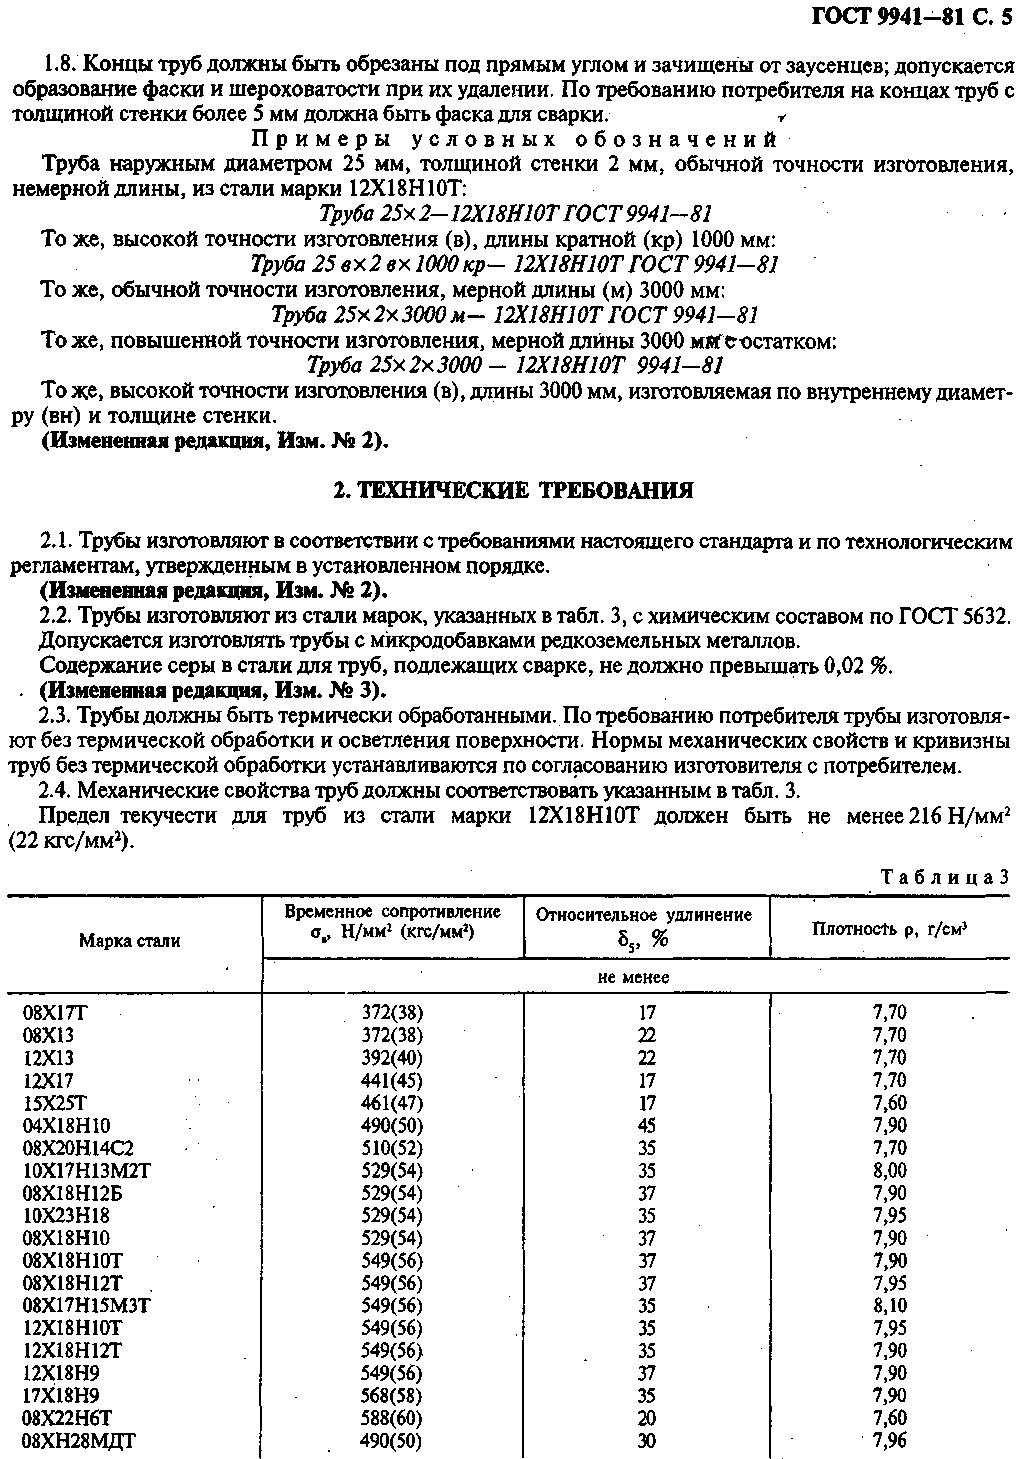 ГОСТ 9941—81 С. 5
1.8. Концы труб должны быть обрезаны под прямым углом и зачищены от заусенцев; допускается
образование фаски и шероховатости при их удалении. По требованию потребителя на концах труб с
толщиной стенки более 5 мм должна быть фаска для сварки.
Примеры условных обозначений
Труба наружным диаметром 25 мм, толщиной стенки 2 мм, обычной точности изготовления,
немерной длины, из стали марки 12Х18Н10Т:
Труба 25×2—12Х18Н10Т ГОСТ 9941—81
То же, высокой точности изготовления (в), длины кратной (кр) 1000 мм:
Труба 25 в×2 в×1000 кр— 12Х18Н10Т ГОСТ 9941—81
То же, обычной точности изготовления, мерной длины (м) 3000 мм:
Труба 25×2×3000 м— 12Х18Н10Т ГОСТ 9941—81
То же, повышенной точности изготовления, мерной длины 3000 остатком:
Труба 25×2×3000 — 12Х18Н10Т 9941—81
То же, высокой точности изготовления (в), длины 3000 мм, изготовляемая по внутреннему диамет-
ру (вн) и толщине стенки.
(Измененная редакция, Изм. № 2).
2. ТЕХНИЧЕСКИЕ ТРЕБОВАНИЯ
2.1. Трубы изготовляют в соответствии с требованиями настоящего стандарта и по технологическим
регламентам, утвержденным в установленном порядке.
(Измененная редакция, Изм. № 2).
2.2. Трубы изготовляют из стали марок, указанных в табл. 3, с химическим составом по ГОСТ 5632.
Допускается изготовлять трубы с микродобавками редкоземельных металлов.
Содержание серы в стали для труб, подлежащих сварке, не должно превышать 0,02 %.
(Измененная редакция, Изм. № 3).
2.3. Трубы должны быть термически обработанными. По требованию потребителя трубы изготовля-
ют без термической обработки и осветления поверхности. Нормы механических свойств и кривизны
труб без термической обработки устанавливаются по согласованию изготовителя с потребителем.
2.4. Механические свойства труб должны соответствовать указанным в табл. 3.
Предел текучести для труб из стали марки 12Х18Н10Т должен быть не менее 216 Н/мм²
(22 кгс/мм²).
Таблица 3
Марка стали | Временное сопротивление σв, Н/мм² (кгс/мм²) | Относительное удлинение δ₅, % | Плотность ρ, г/см³
не менее
08Х17Т 372(38) 17 7,70
08Х13 372(38) 22 7,70
12Х13 392(40) 22 7,70
12Х17 441(45) 17 7,70
15Х25Т 461(47) 17 7,60
04Х18Н10 490(50) 45 7,90
08Х20Н14С2 510(52) 35 7,70
10Х17Н13М2Т 529(54) 35 8,00
08Х18Н12Б 529(54) 37 7,90
10Х23Н18 529(54) 35 7,95
08Х18Н10 529(54) 37 7,90
08Х18Н10Т 549(56) 37 7,90
08Х18Н12Т 549(56) 37 7,95
08Х17Н15М3Т 549(56) 35 8,10
12Х18Н10Т 549(56) 35 7,95
12Х18Н12Т 549(56) 35 7,90
12Х18Н9 549(56) 37 7,90
17Х18Н9 568(58) 35 7,90
08Х22Н6Т 588(60) 20 7,60
08ХН28МДТ 490(50) 30 7,96